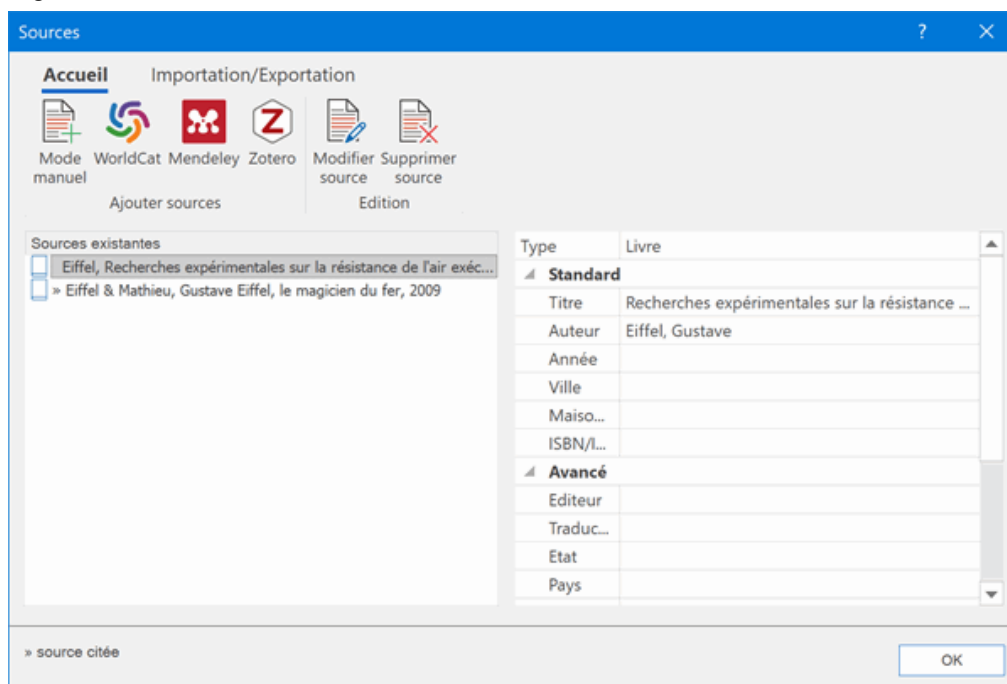 Sources
Accueil Importation/Exportation
Mode manuel
WorldCat
Mendeley
Zotero
Modifier source
Supprimer source
Ajouter sources
Edition
Sources existantes
Eiffel, Recherches expérimentales sur la résistance de l'air exéc...
» Eiffel & Mathieu, Gustave Eiffel, le magicien du fer, 2009
Type Livre
Standard
Titre Recherches expérimentales sur la résistance ...
Auteur Eiffel, Gustave
Année
Ville
Maiso...
ISBN/I...
Avancé
Editeur
Traduc...
Etat
Pays
» source citée
OK